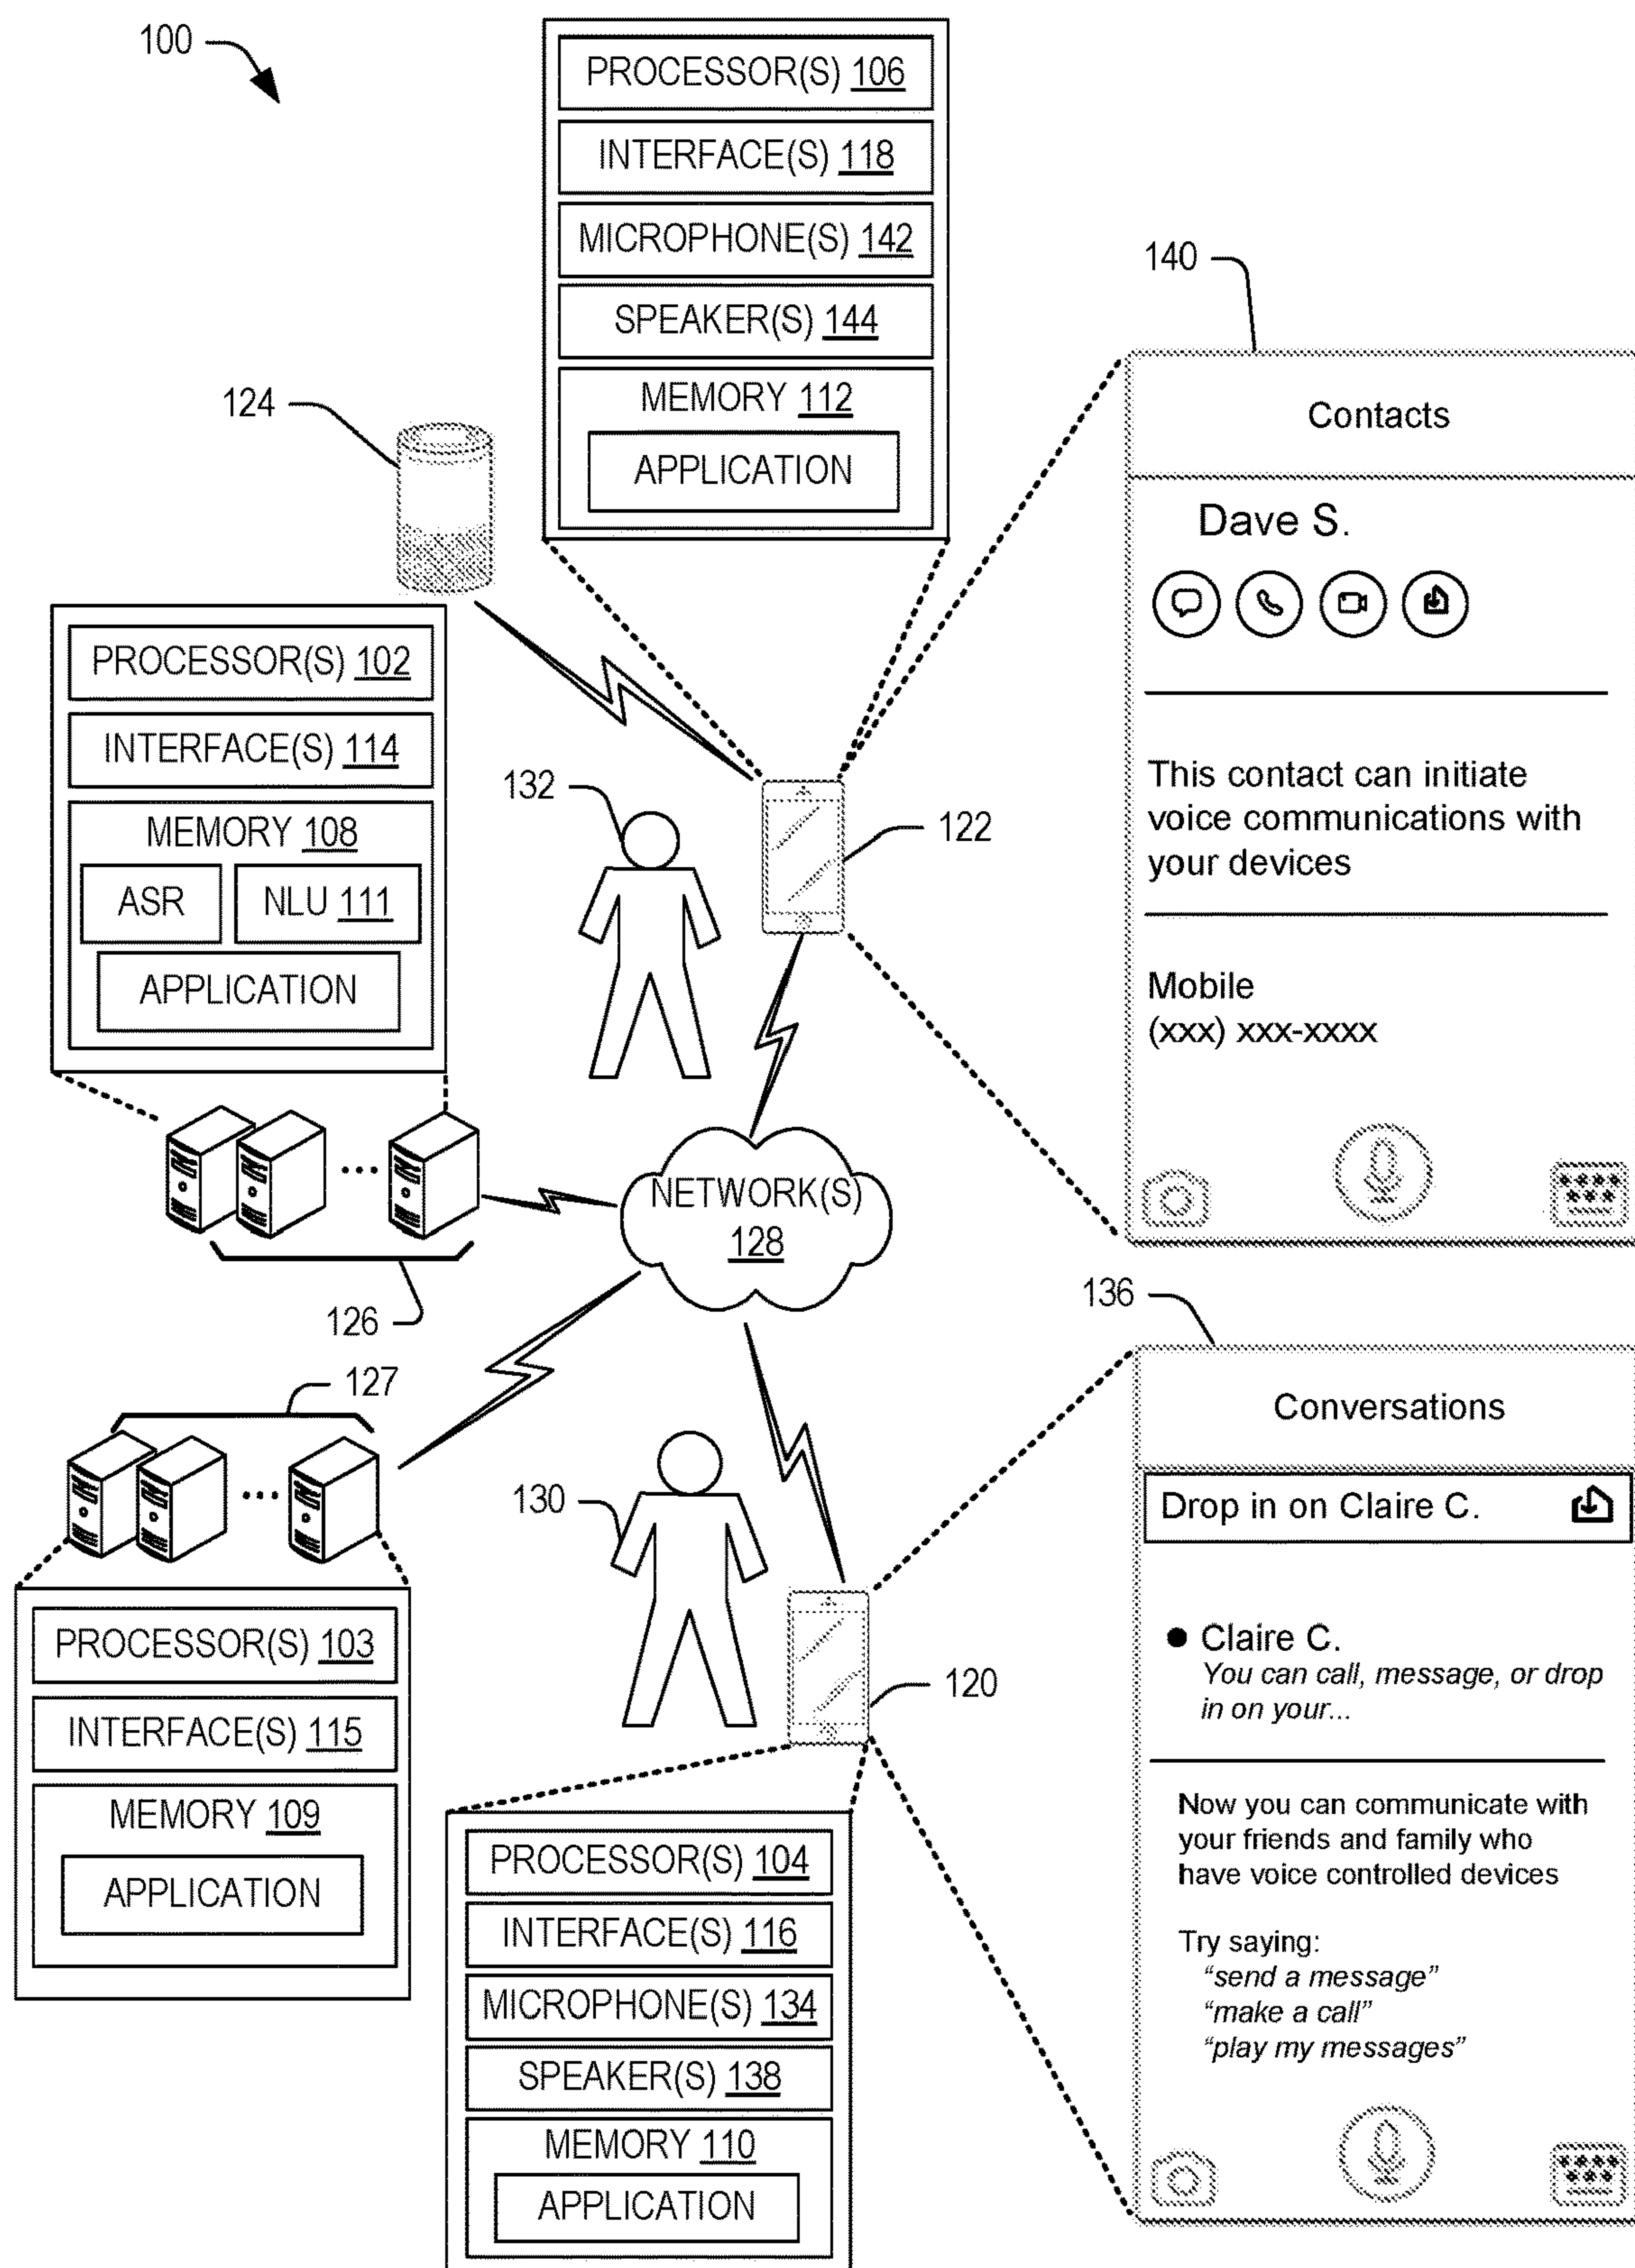 100
PROCESSOR(S) 106
INTERFACE(S) 118
MICROPHONE(S) 142
SPEAKER(S) 144
MEMORY 112
APPLICATION
124
140
Contacts
Dave S.
This contact can initiate
voice communications with
your devices
Mobile
(xxx) xxx-xxxx
PROCESSOR(S) 102
INTERFACE(S) 114
MEMORY 108
ASR
NLU 111
APPLICATION
132
122
NETWORK(S)
128
126
127
130
120
136
Conversations
Drop in on Claire C.
● Claire C.
You can call, message, or drop
in on your...
Now you can communicate with
your friends and family who
have voice controlled devices
Try saying:
“send a message”
“make a call”
“play my messages”
PROCESSOR(S) 103
INTERFACE(S) 115
MEMORY 109
APPLICATION
PROCESSOR(S) 104
INTERFACE(S) 116
MICROPHONE(S) 134
SPEAKER(S) 138
MEMORY 110
APPLICATION